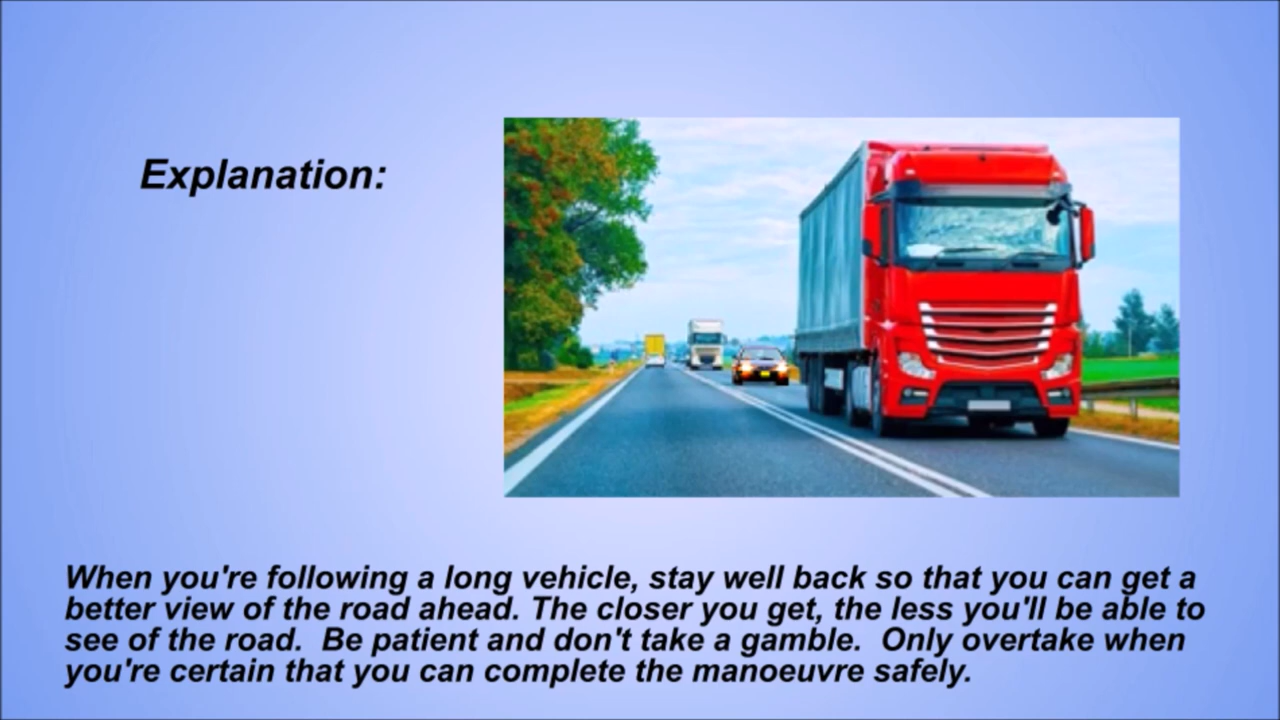 Explanation:
When you're following a long vehicle, stay well back so that you can get a
better view of the road ahead. The closer you get, the less you'll be able to
see of the road.  Be patient and don't take a gamble.  Only overtake when
you're certain that you can complete the manoeuvre safely.